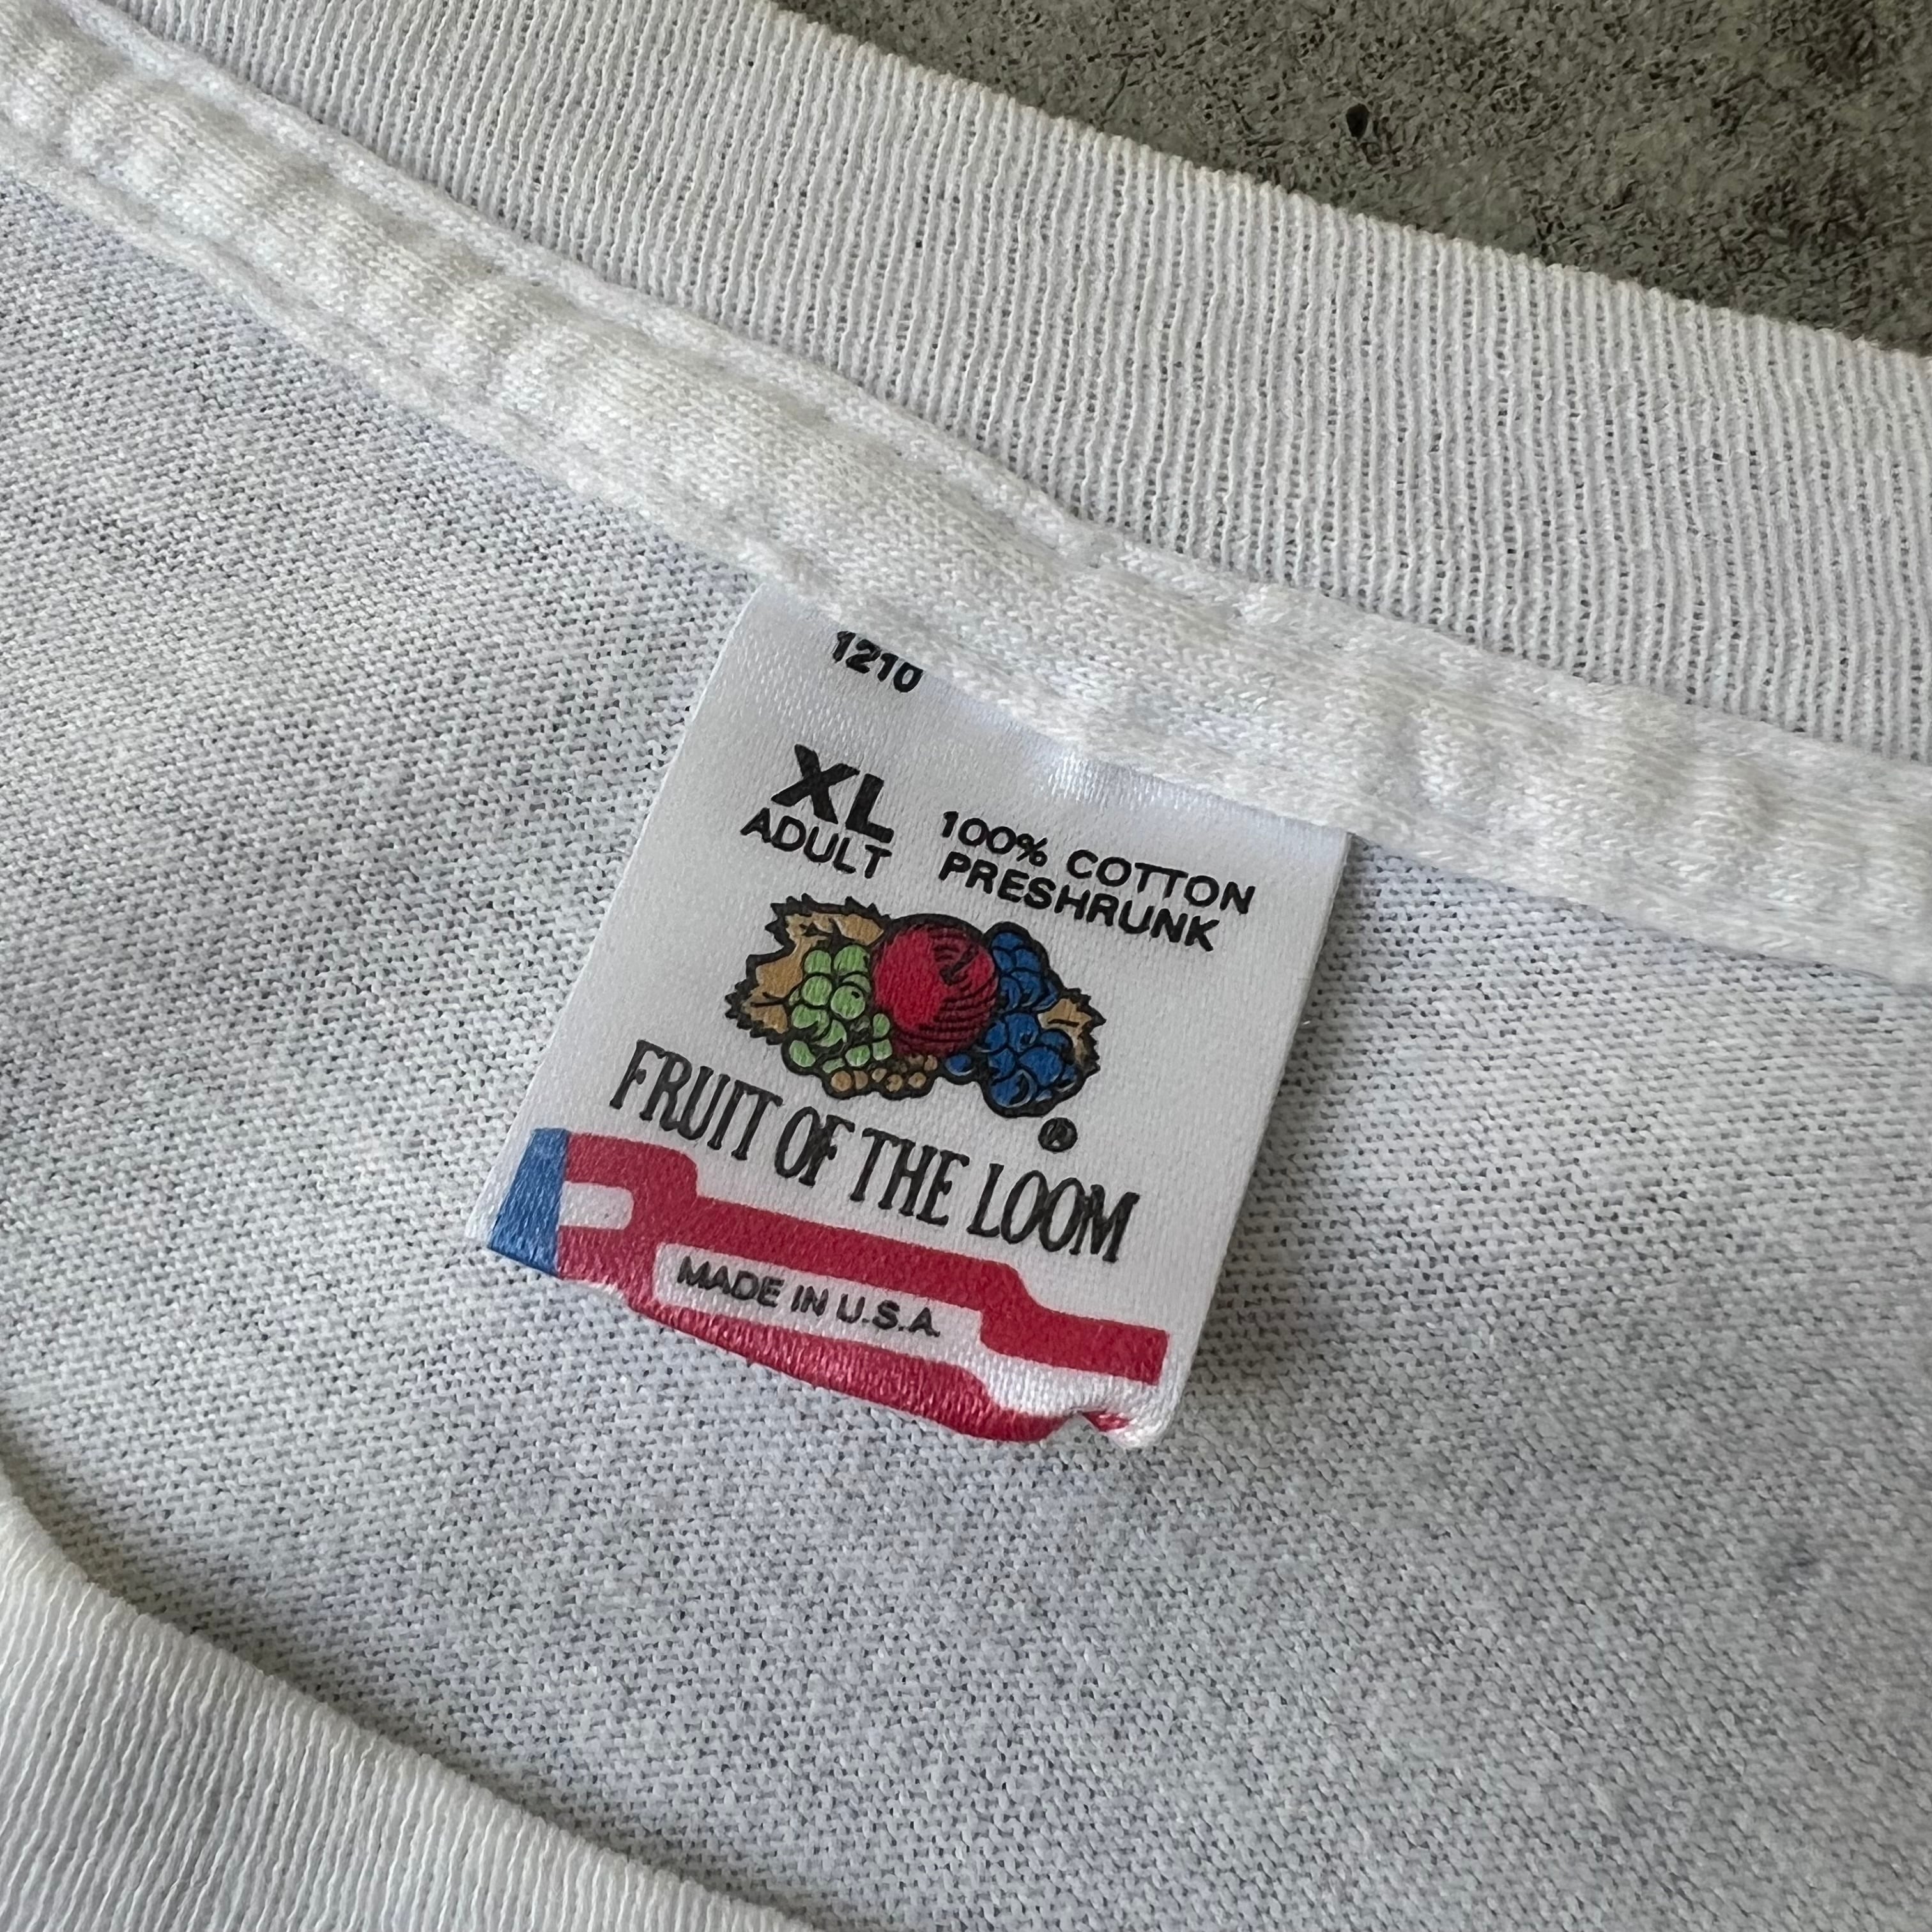 1210
XL
ADULT
100% COTTON
PRESHRUNK
®
FRUIT OF THE LOOM
MADE IN U.S.A.